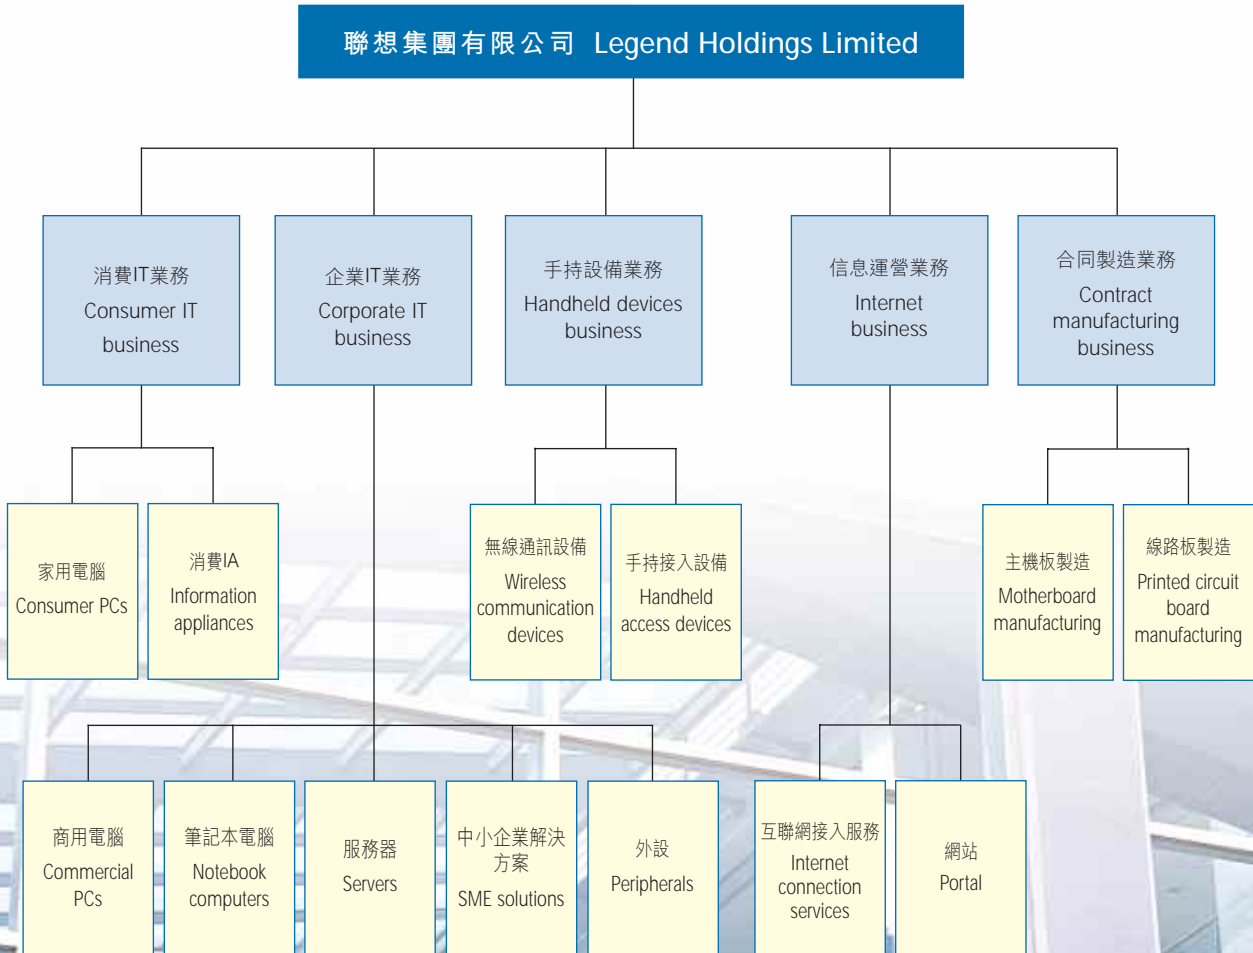 聯想集團有限公司 Legend Holdings Limited
消費IT業務
Consumer IT
business
企業IT業務
Corporate IT
business
手持設備業務
Handheld devices
business
信息運營業務
Internet
business
合同製造業務
Contract
manufacturing
business
家用電腦
Consumer PCs
消費IA
Information
appliances
無線通訊設備
Wireless
communication
devices
手持接入設備
Handheld
access devices
主機板製造
Motherboard
manufacturing
線路板製造
Printed circuit
board
manufacturing
商用電腦
Commercial
PCs
筆記本電腦
Notebook
computers
服務器
Servers
中小企業解決
方案
SME solutions
外設
Peripherals
互聯網接入服務
Internet
connection
services
網站
Portal